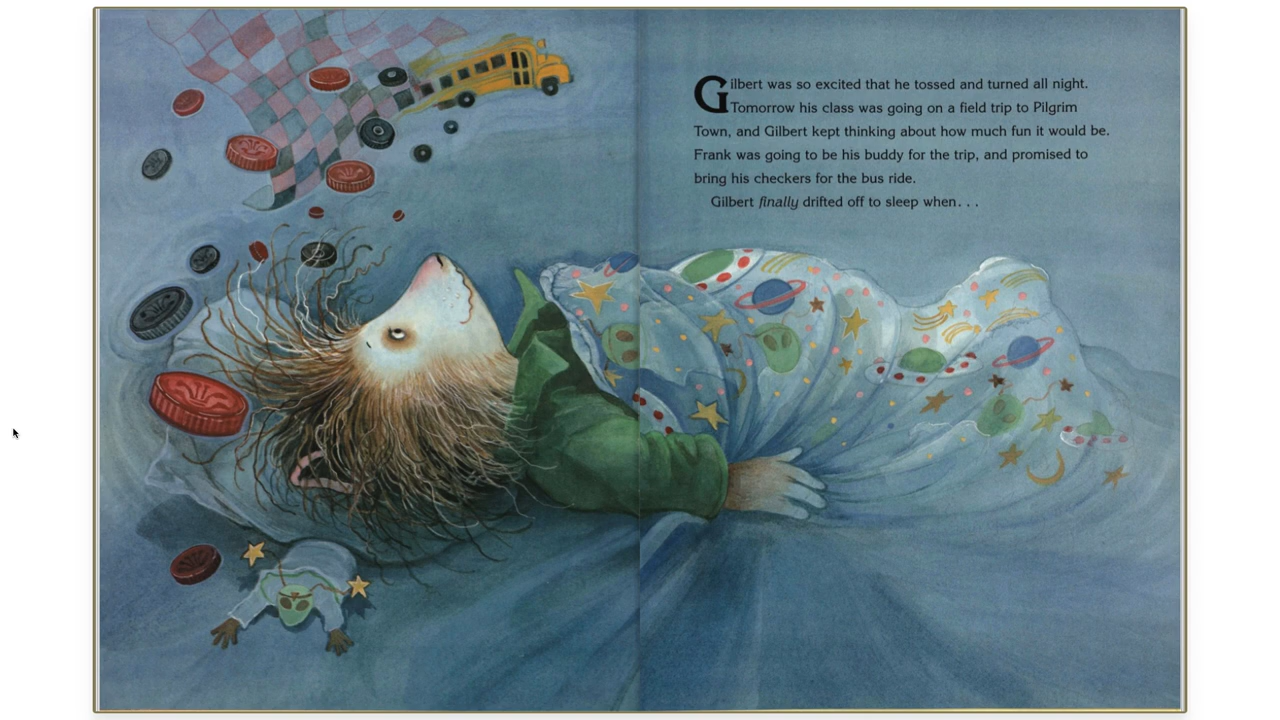 Gilbert was so excited that he tossed and turned all night.
Tomorrow his class was going on a field trip to Pilgrim
Town, and Gilbert kept thinking about how much fun it would be.
Frank was going to be his buddy for the trip, and promised to
bring his checkers for the bus ride.
Gilbert finally drifted off to sleep when. . .